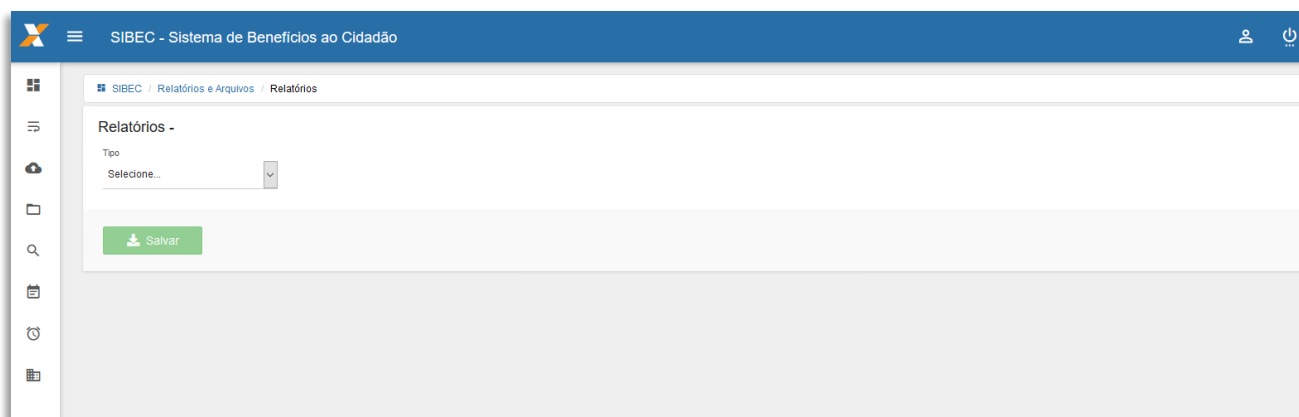 SIBEC - Sistema de Benefícios ao Cidadão
SIBEC / Relatórios e Arquivos / Relatórios
Relatórios -
Tipo
Selecione...
Salvar